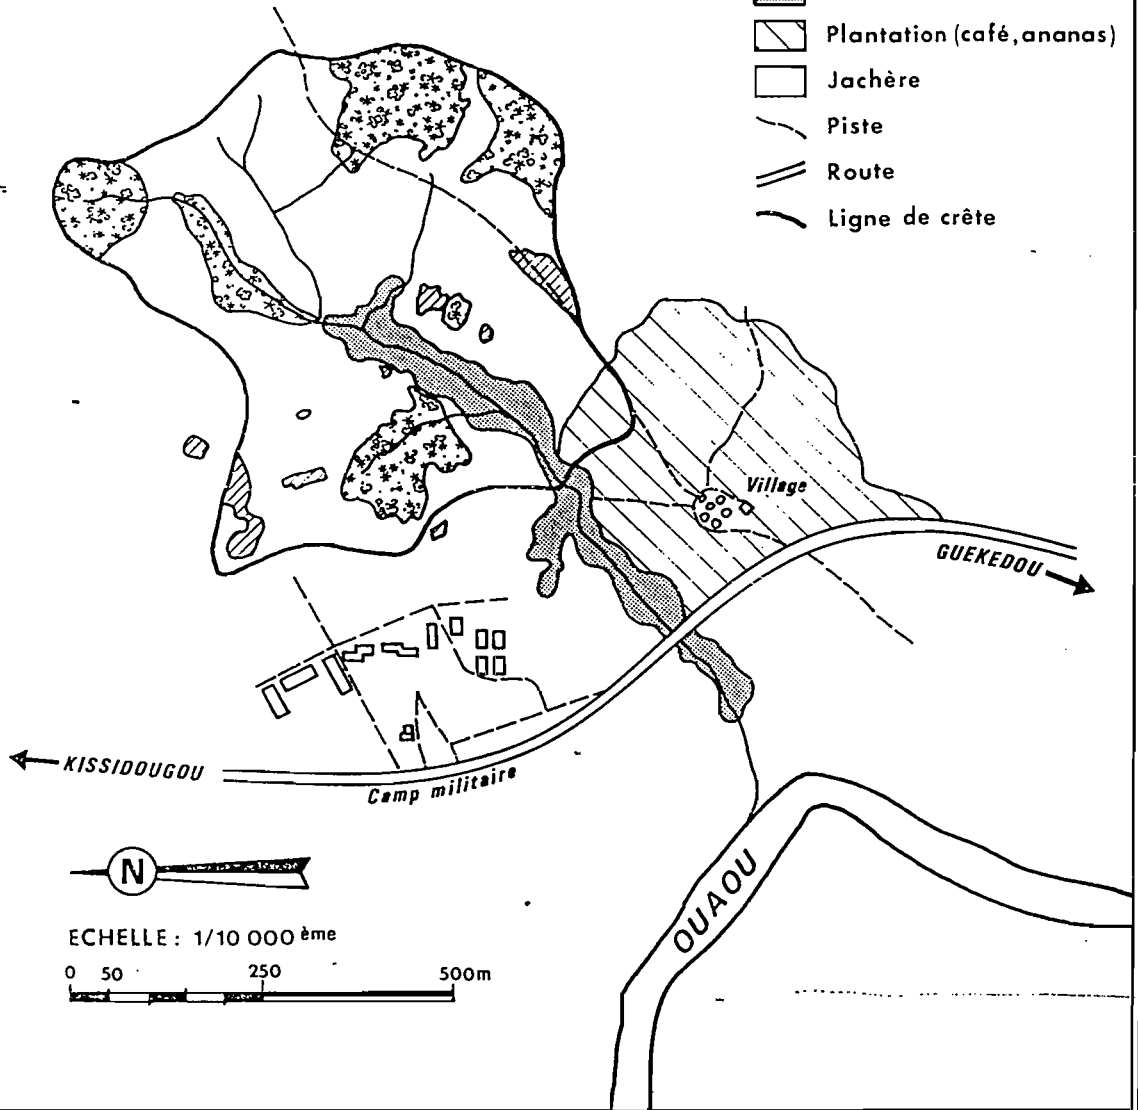 Plantation (café, ananas)
Jachère
Piste
Route
Ligne de crête
Village
GUEKEDOU
KISSIDOUGOU
Camp militaire
N
OUAOU
ECHELLE : 1/10 000 ème
0 50 250 500m